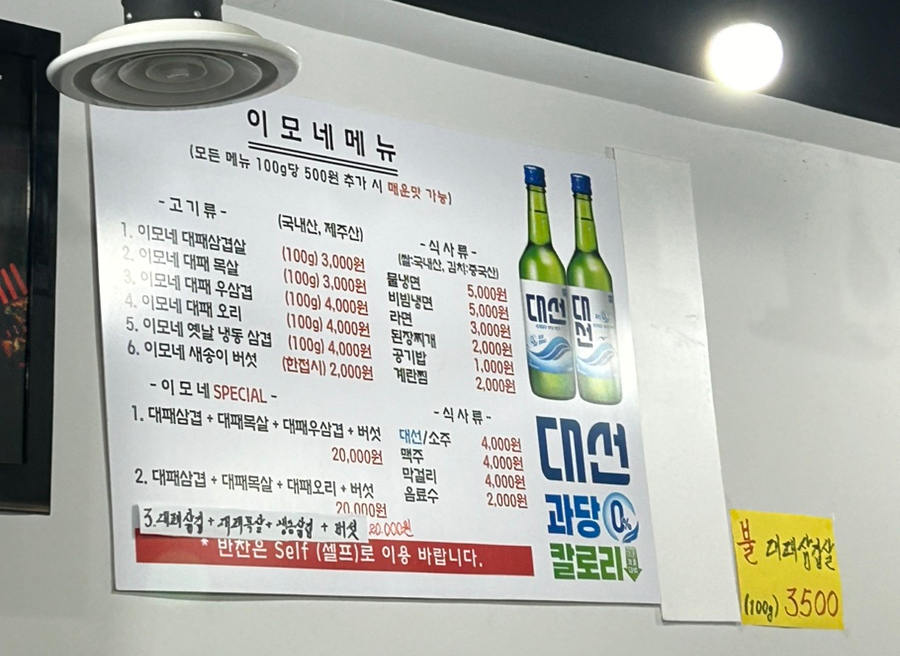 이모네메뉴
(모든 메뉴 100g당 500원 추가 시 매운맛 가능)
- 고기류 -
(국내산, 제주산)
1. 이모네 대패삼겹살 (100g) 3,000원
2. 이모네 대패 목살 (100g) 3,000원
3. 이모네 대패 우삼겹 (100g) 4,000원
4. 이모네 대패 오리 (100g) 4,000원
5. 이모네 옛날 냉동 삼겹 (100g) 4,000원
6. 이모네 새송이 버섯 (한접시) 2,000원
- 식사류 -
(쌀:국내산, 김치:중국산)
물냉면 5,000원
비빔냉면 5,000원
라면 3,000원
된장찌개 2,000원
공기밥 1,000원
계란찜 2,000원
- 이모네 SPECIAL -
1. 대패삼겹 + 대패목살 + 대패우삼겹 + 버섯
20,000원
2. 대패삼겹 + 대패목살 + 대패오리 + 버섯
20,000원
3. 대패삼겹 + 대패목살 + 냉동삼겹 + 버섯 20.000원
- 식사류 -
대선/소주 4,000원
맥주 4,000원
막걸리 4,000원
음료수 2,000원
* 반찬은 Self (셀프)로 이용 바랍니다.
대선
대선
대선
과당 0%
칼로리
불 대패삼겹살
(100g) 3500